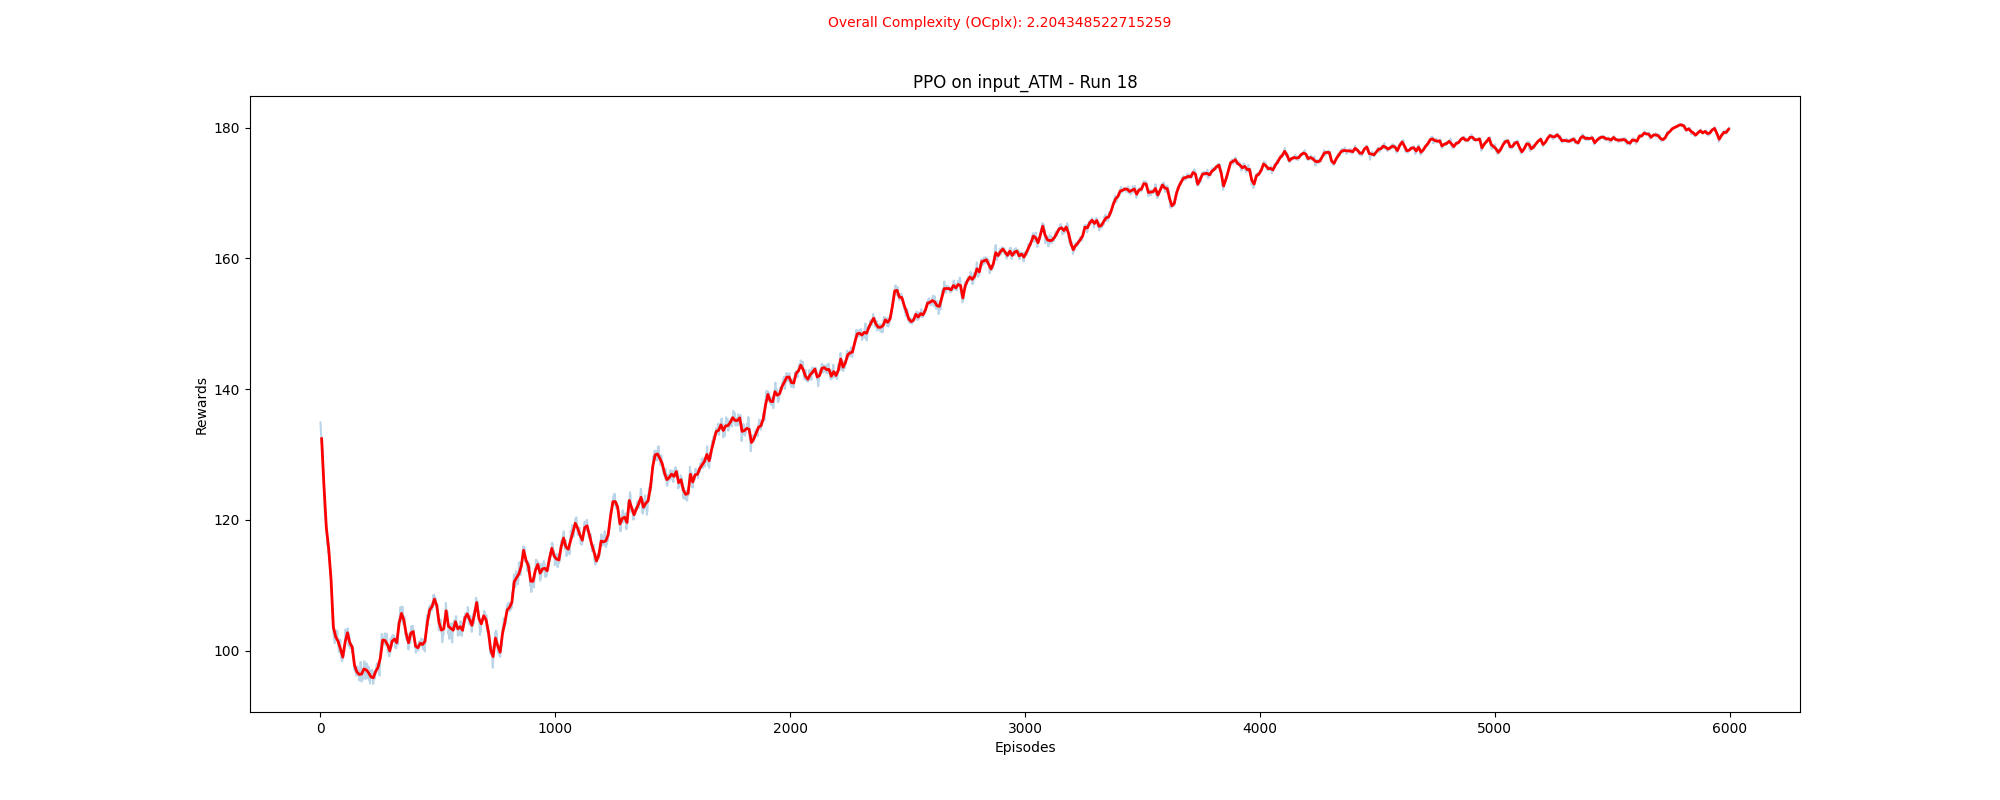 Overall Complexity (OCplx): 2.204348522715259
PPO on input_ATM - Run 18
180
160
140
120
100
Rewards
0 1000 2000 3000 4000 5000 6000
Episodes